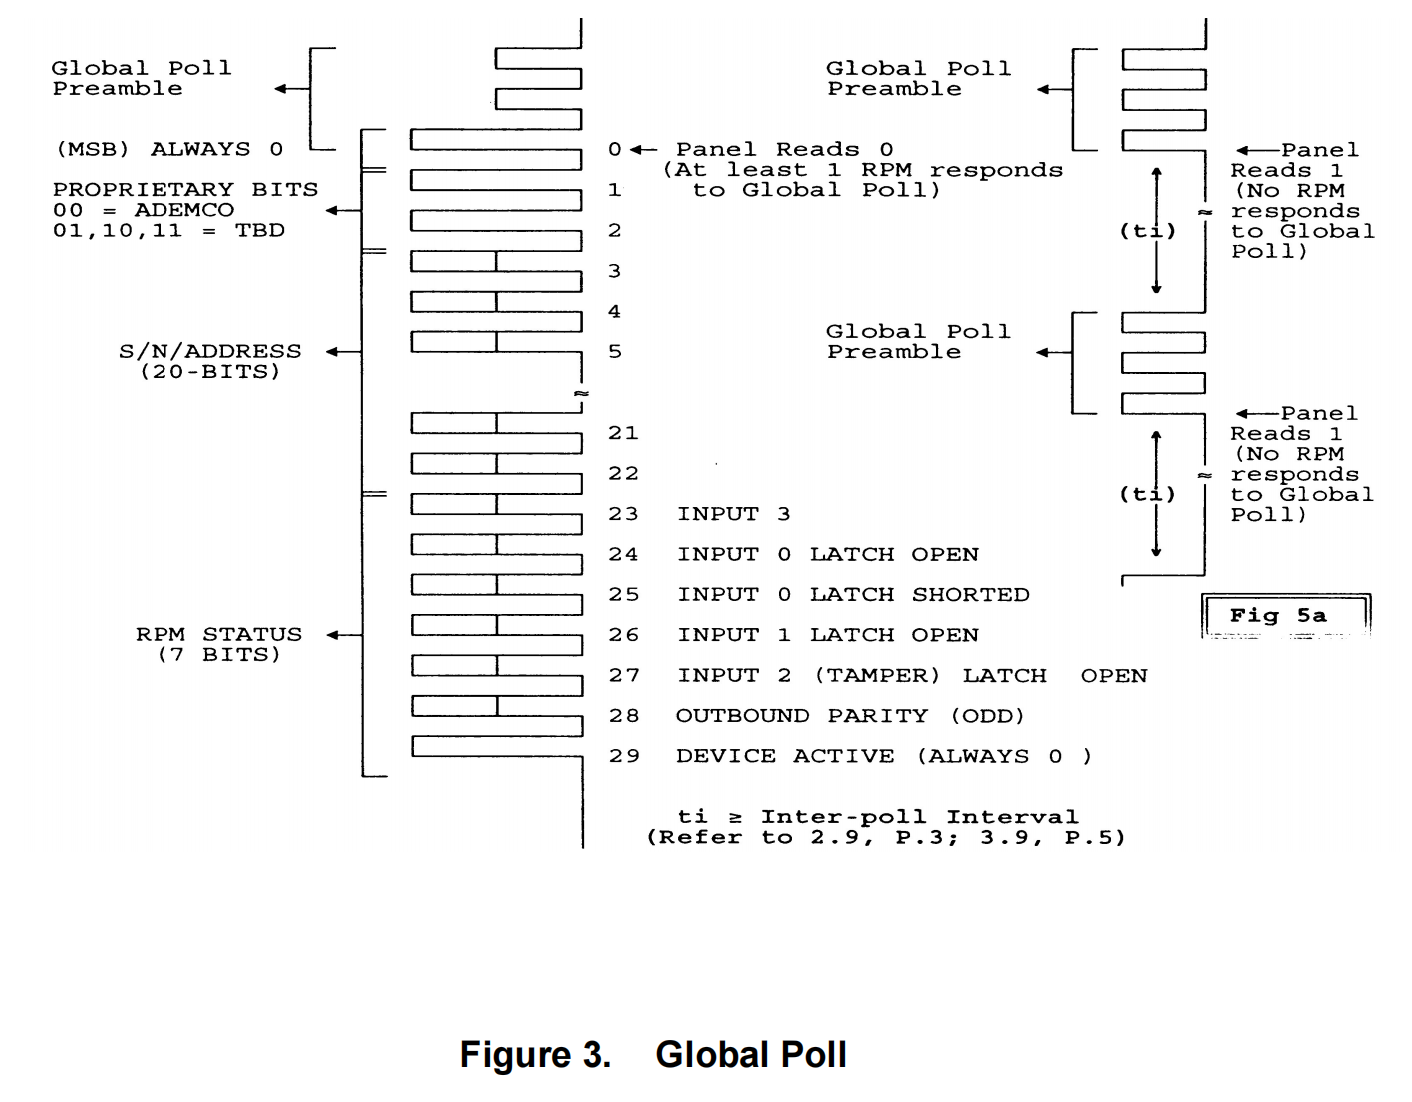 Global Poll
Preamble
(MSB) ALWAYS 0
PROPRIETARY BITS
00 = ADEMCO
01,10,11 = TBD
S/N/ADDRESS
(20-BITS)
RPM STATUS
(7 BITS)
0 Panel Reads 0
(At least 1 RPM responds
to Global Poll)
1
2
3
4
5
≈
21
22
23 INPUT 3
24 INPUT 0 LATCH OPEN
25 INPUT 0 LATCH SHORTED
26 INPUT 1 LATCH OPEN
27 INPUT 2 (TAMPER) LATCH OPEN
28 OUTBOUND PARITY (ODD)
29 DEVICE ACTIVE (ALWAYS 0 )
ti ≥ Inter-poll Interval
(Refer to 2.9, P.3; 3.9, P.5)
Global Poll
Preamble
Panel
Reads 1
(No RPM
≈ responds
to Global
Poll)
(ti)
Global Poll
Preamble
Panel
Reads 1
(No RPM
≈ responds
to Global
Poll)
(ti)
Fig 5a
Figure 3. Global Poll